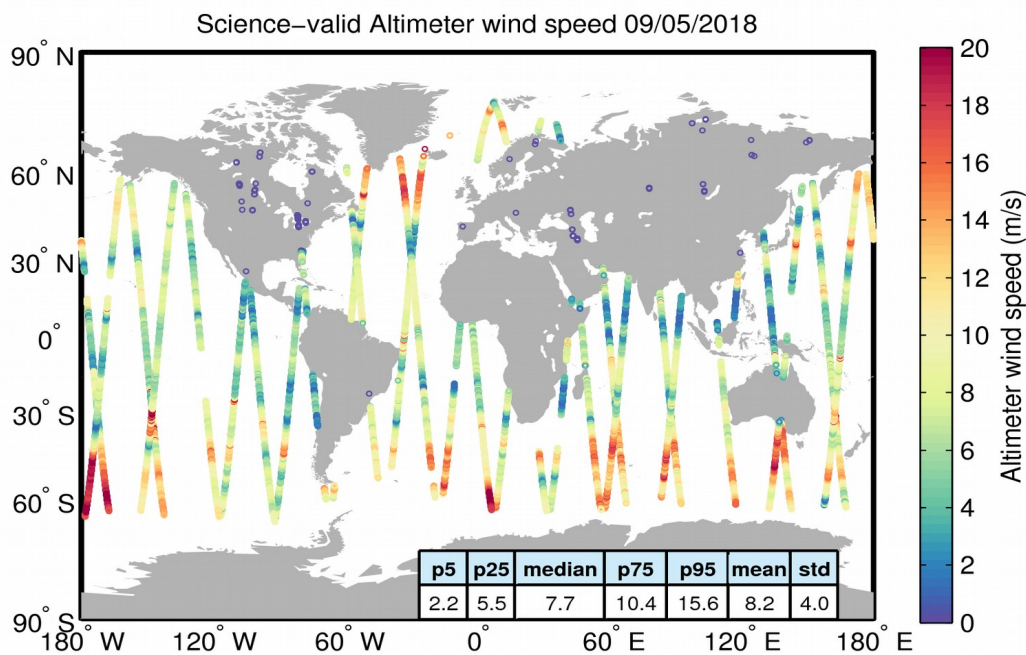 Science−valid Altimeter wind speed 09/05/2018
90° N
60° N
30° N
0°
30° S
60° S
90° S
180° W
120° W
60° W
0°
60° E
120° E
180° E
p5 p25 median p75 p95 mean std
2.2 5.5 7.7 10.4 15.6 8.2 4.0
20
18
16
14
12
10
8
6
4
2
0
Altimeter wind speed (m/s)